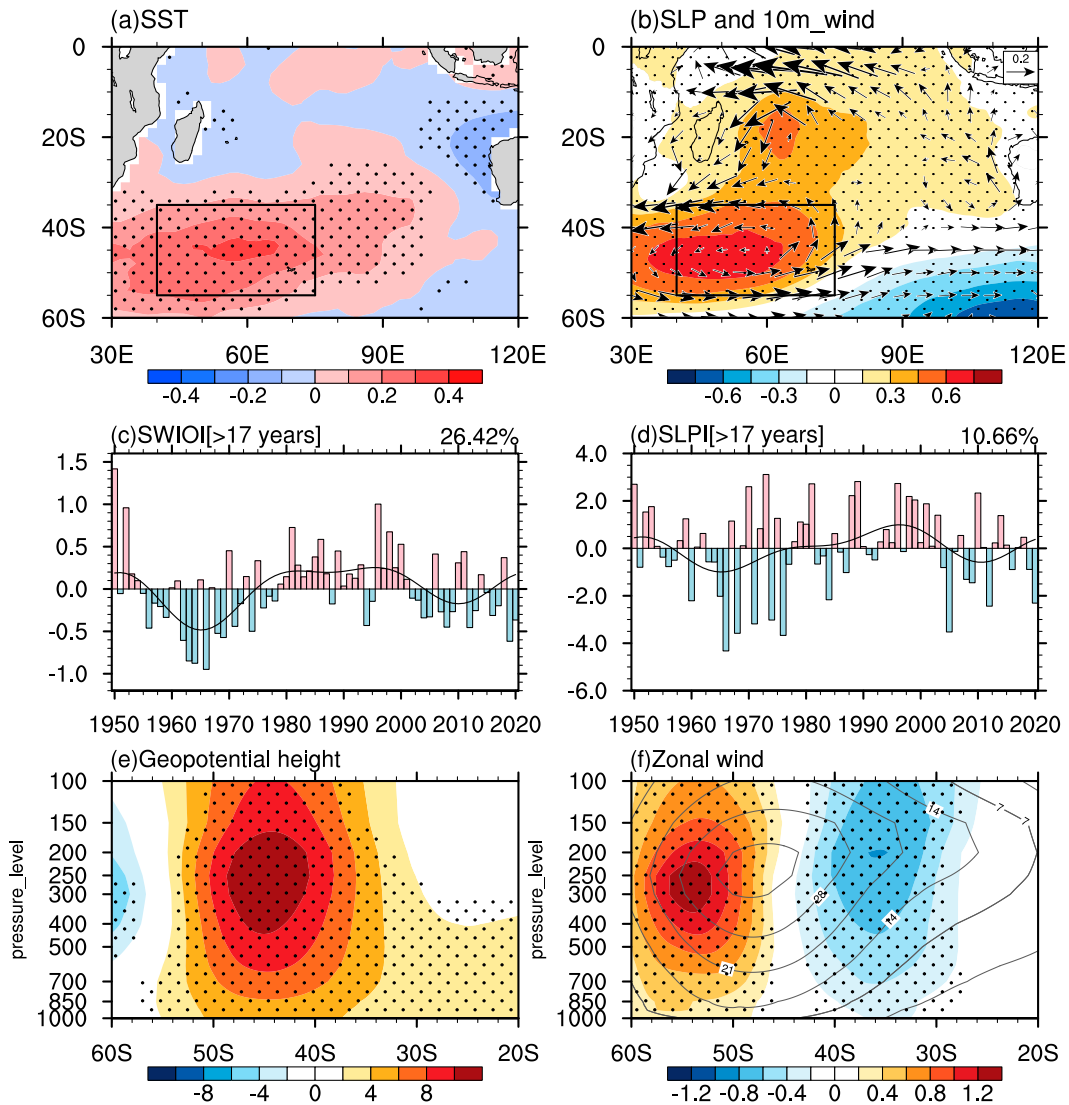 (a)SST
(b)SLP and 10m_wind
0
20S
40S
60S
30E 60E 90E 120E
-0.4 -0.2 0 0.2 0.4
0
20S
40S
60S
0.2
30E 60E 90E 120E
-0.6 -0.3 0 0.3 0.6
(c)SWIOI[>17 years] 26.42%
1.5
1.0
0.5
0.0
-0.5
-1.0
1950 1960 1970 1980 1990 2000 2010 2020
(d)SLPI[>17 years] 10.66%
4.0
2.0
0.0
-2.0
-4.0
-6.0
1950 1960 1970 1980 1990 2000 2010 2020
(e)Geopotential height
pressure_level
100
150
200
250
300
400
500
700
850
1000
60S 50S 40S 30S 20S
-8 -4 0 4 8
(f)Zonal wind
pressure_level
100
150
200
250
300
400
500
700
850
1000
7
7
14
28
14
21
60S 50S 40S 30S 20S
-1.2 -0.8 -0.4 0 0.4 0.8 1.2